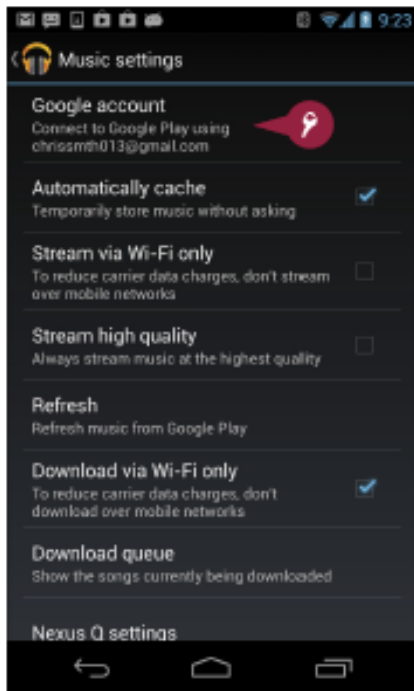 9:23
Music settings
Google account
Connect to Google Play using
chrissmth013@gmail.com
Automatically cache
Temporarily store music without asking
Stream via Wi-Fi only
To reduce carrier data charges, don't stream
over mobile networks
Stream high quality
Always stream music at the highest quallity
Refresh
Refresh music from Google Play
Download via Wi-Fi only
To reduce carrier data charges, don't
download over mobile networks
Download queue
Show the songs currently being downloaded
Nexus Q settings